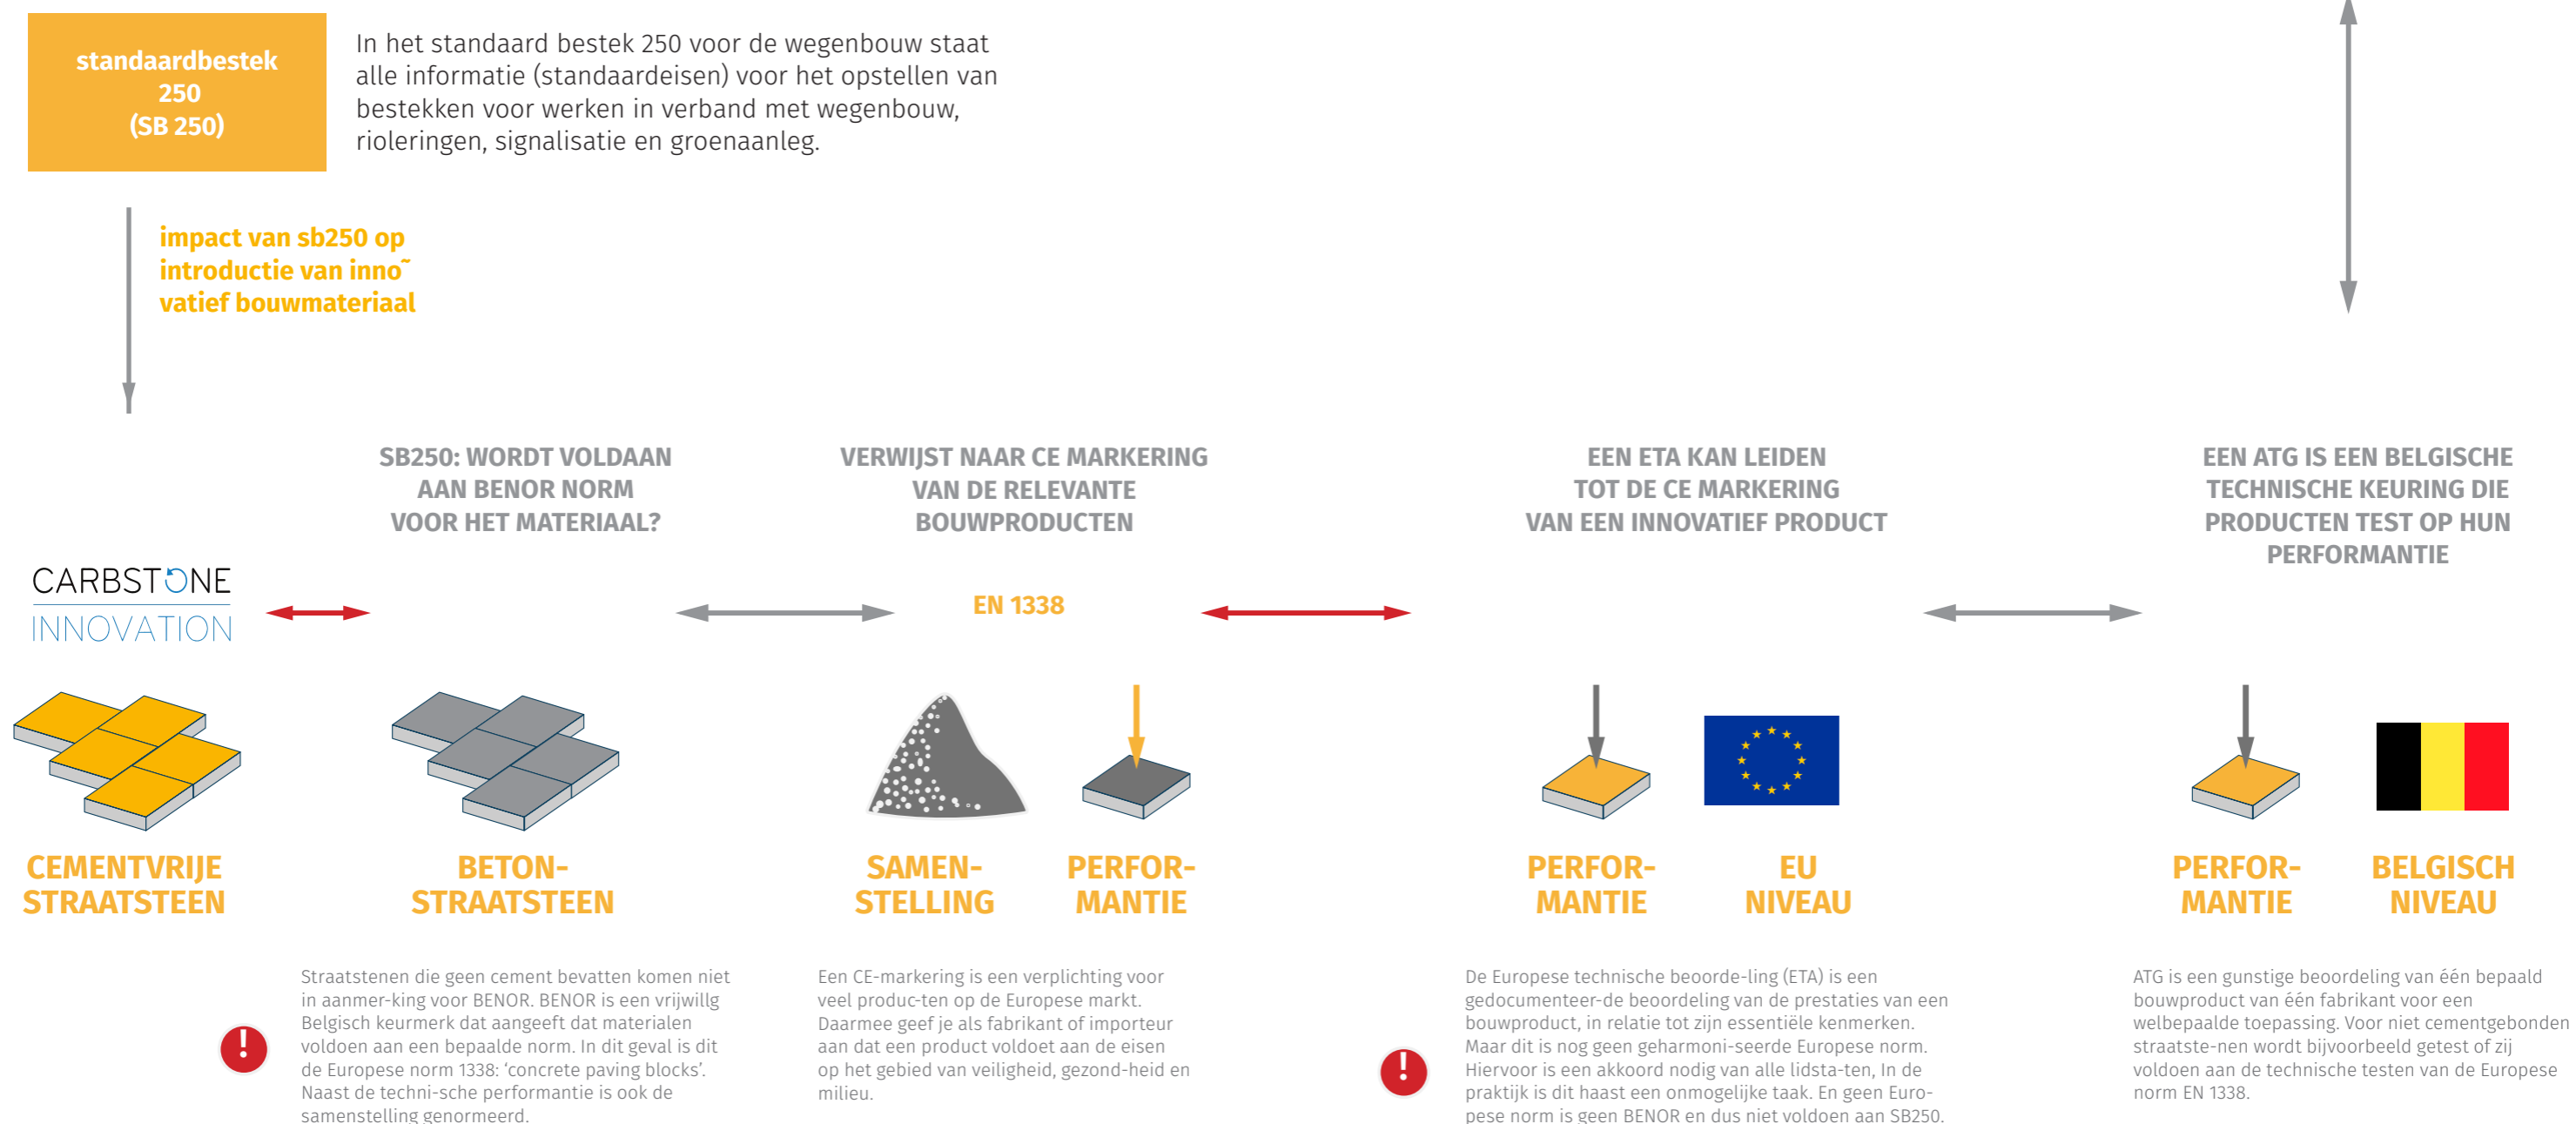 standaardbestek
250
(SB 250)
In het standaard bestek 250 voor de wegenbouw staat
alle informatie (standaardeisen) voor het opstellen van
bestekken voor werken in verband met wegenbouw,
rioleringen, signalisatie en groenaanleg.
impact van sb250 op
introductie van inno˜
vatief bouwmateriaal
SB250: WORDT VOLDAAN
AAN BENOR NORM
VOOR HET MATERIAAL?
VERWIJST NAAR CE MARKERING
VAN DE RELEVANTE
BOUWPRODUCTEN
EEN ETA KAN LEIDEN
TOT DE CE MARKERING
VAN EEN INNOVATIEF PRODUCT
EEN ATG IS EEN BELGISCHE
TECHNISCHE KEURING DIE
PRODUCTEN TEST OP HUN
PERFORMANTIE
CARBSTONE
INNOVATION
EN 1338
CEMENTVRIJE
STRAATSTEEN
BETON-
STRAATSTEEN
SAMEN-
STELLING
PERFOR-
MANTIE
PERFOR-
MANTIE
EU
NIVEAU
PERFOR-
MANTIE
BELGISCH
NIVEAU
!
Straatstenen die geen cement bevatten komen niet
in aanmer-king voor BENOR. BENOR is een vrijwillg
Belgisch keurmerk dat aangeeft dat materialen
voldoen aan een bepaalde norm. In dit geval is dit
de Europese norm 1338: ‘concrete paving blocks’.
Naast de techni-sche performantie is ook de
samenstelling genormeerd.
Een CE-markering is een verplichting voor
veel produc-ten op de Europese markt.
Daarmee geef je als fabrikant of importeur
aan dat een product voldoet aan de eisen
op het gebied van veiligheid, gezond-heid en
milieu.
!
De Europese technische beoorde-ling (ETA) is een
gedocumenteer-de beoordeling van de prestaties van een
bouwproduct, in relatie tot zijn essentiële kenmerken.
Maar dit is nog geen geharmoni-seerde Europese norm.
Hiervoor is een akkoord nodig van alle lidsta-ten, In de
praktijk is dit haast een onmogelijke taak. En geen Euro-
pese norm is geen BENOR en dus niet voldoen aan SB250.
ATG is een gunstige beoordeling van één bepaald
bouwproduct van één fabrikant voor een
welbepaalde toepassing. Voor niet cementgebonden
straatste-nen wordt bijvoorbeeld getest of zij
voldoen aan de technische testen van de Europese
norm EN 1338.